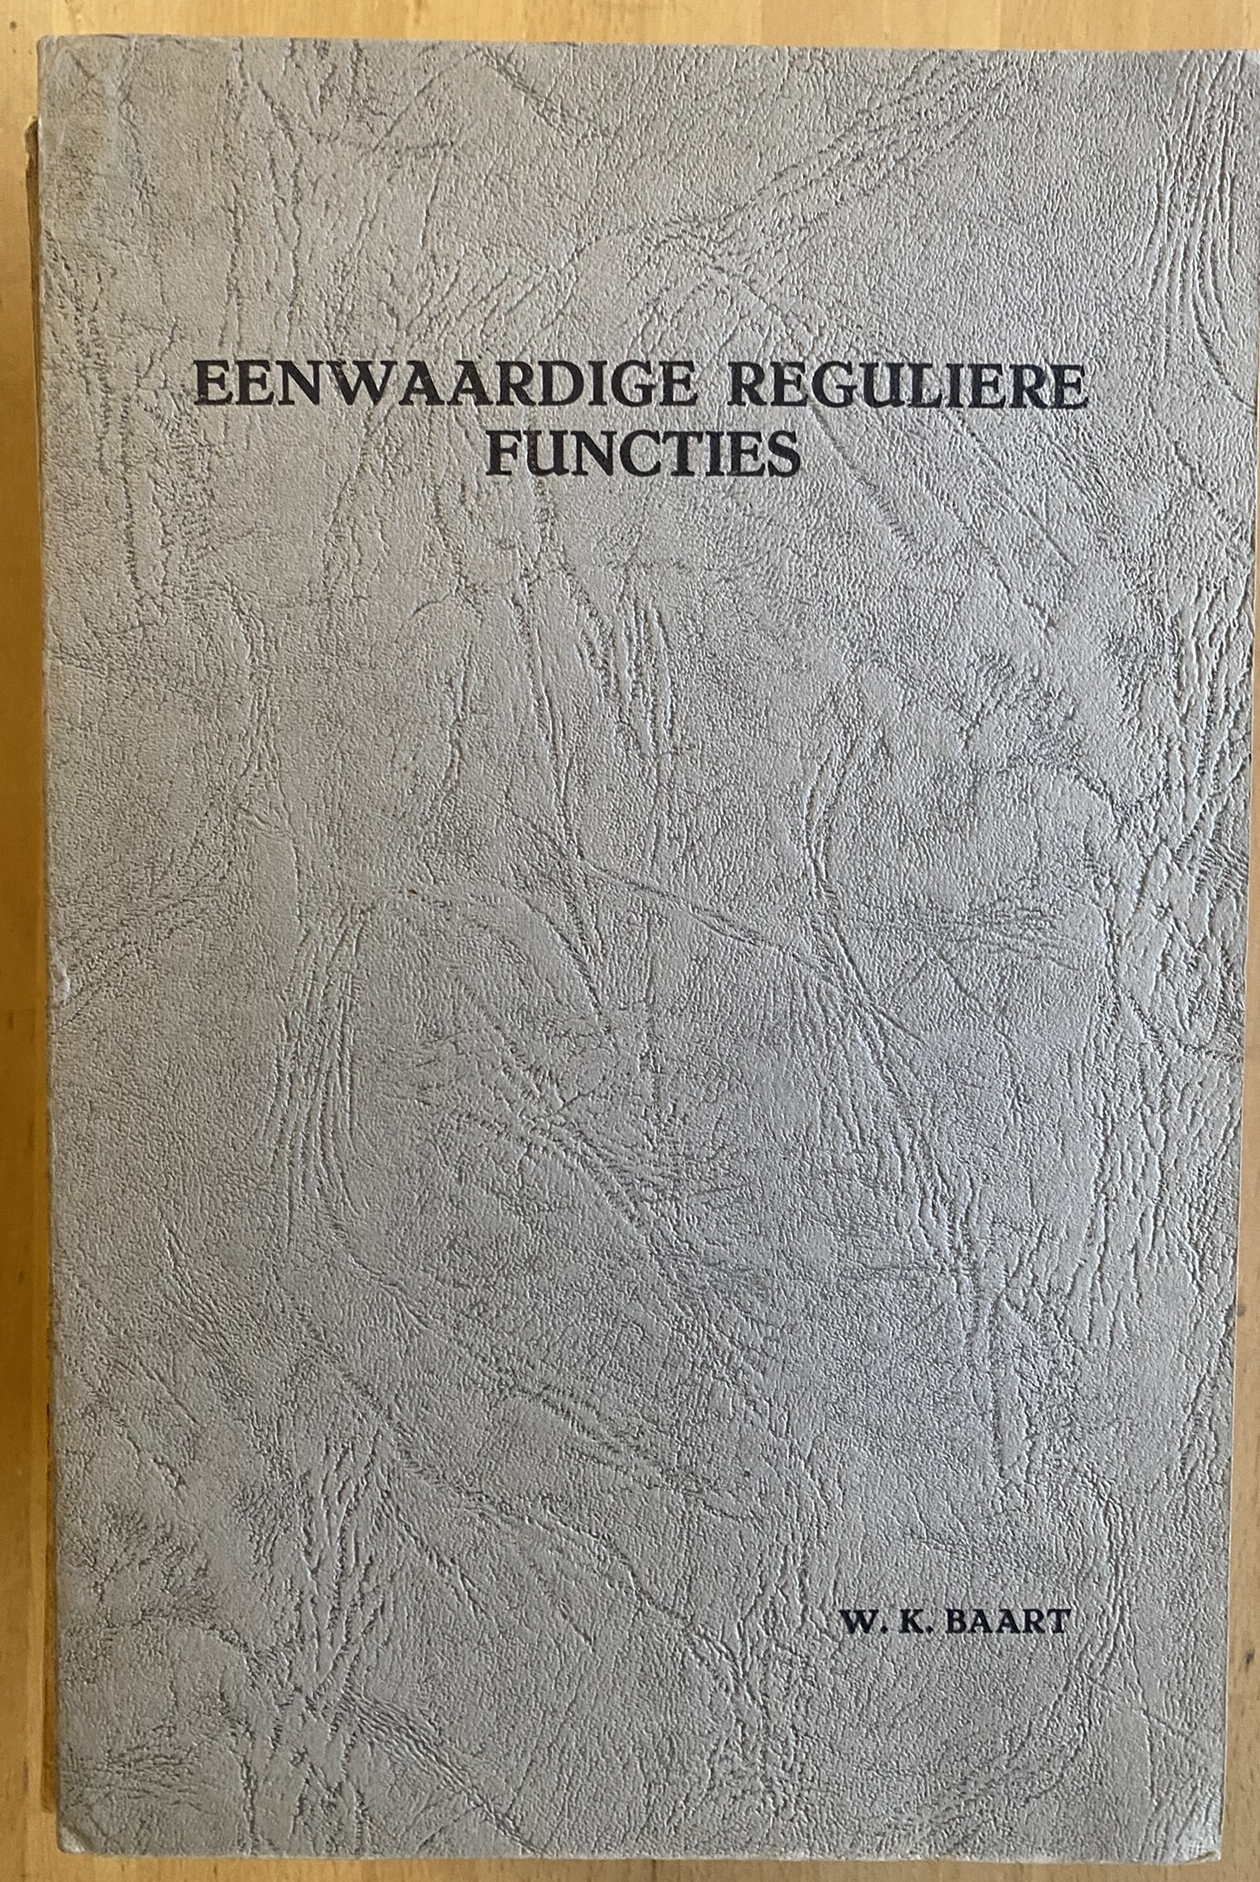 EENWAARDIGE REGULIERE
FUNCTIES
W. K. BAART